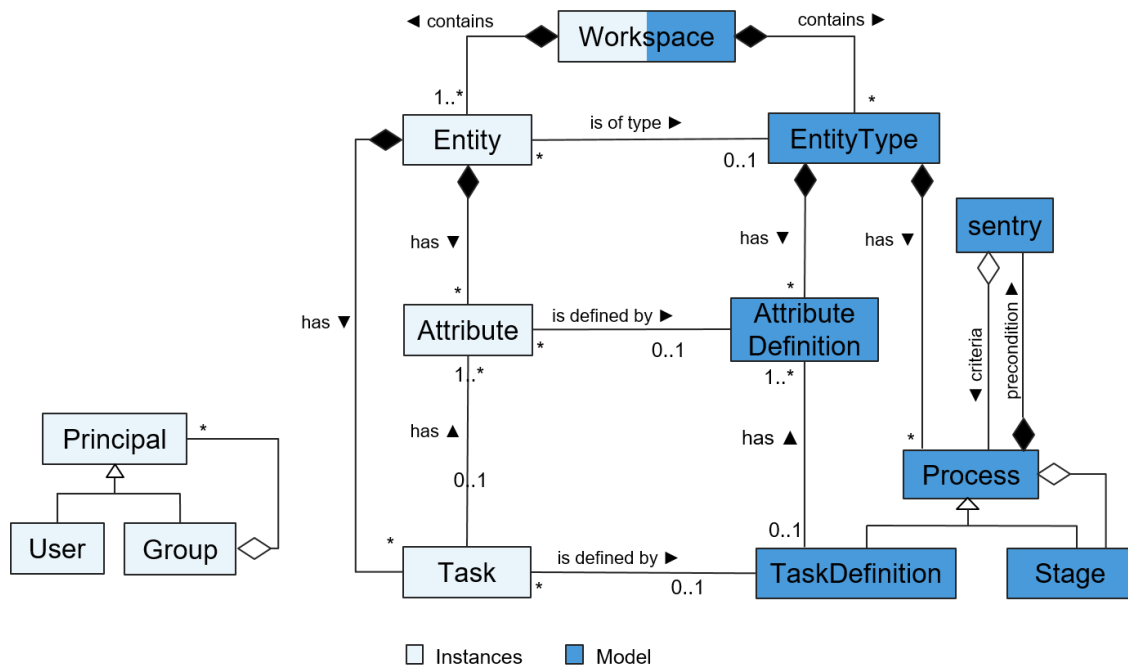 ◄ contains
Workspace
contains ►
1..*
*
Entity
is of type ►
EntityType
*
0..1
sentry
has ▼
has ▼
has ▼
has ▼
*
*
Attribute
is defined by ►
Attribute
Definition
*
0..1
1..*
1..*
◄ criteria
precondition ►
Principal
*
has ▲
has ▲
*
Process
0..1
0..1
User
Group
*
Task
is defined by ►
TaskDefinition
Stage
*
0..1
Instances
Model